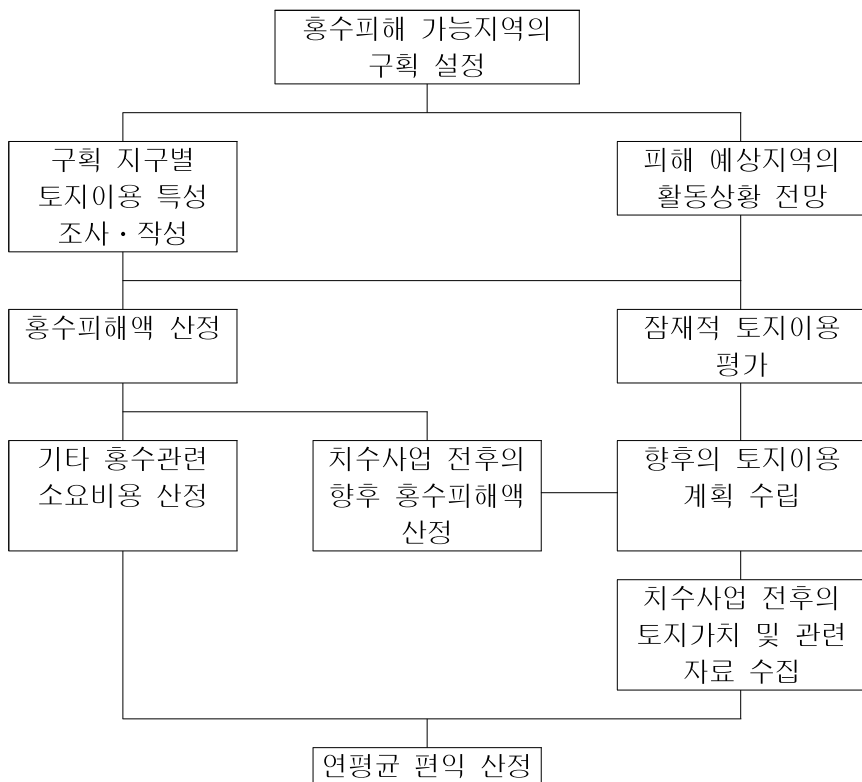 홍수피해 가능지역의
구획 설정
구획 지구별
토지이용 특성
조사·작성
피해 예상지역의
활동상황 전망
홍수피해액 산정
잠재적 토지이용
평가
기타 홍수관련
소요비용 산정
치수사업 전후의
향후 홍수피해액
산정
향후의 토지이용
계획 수립
치수사업 전후의
토지가치 및 관련
자료 수집
연평균 편익 산정